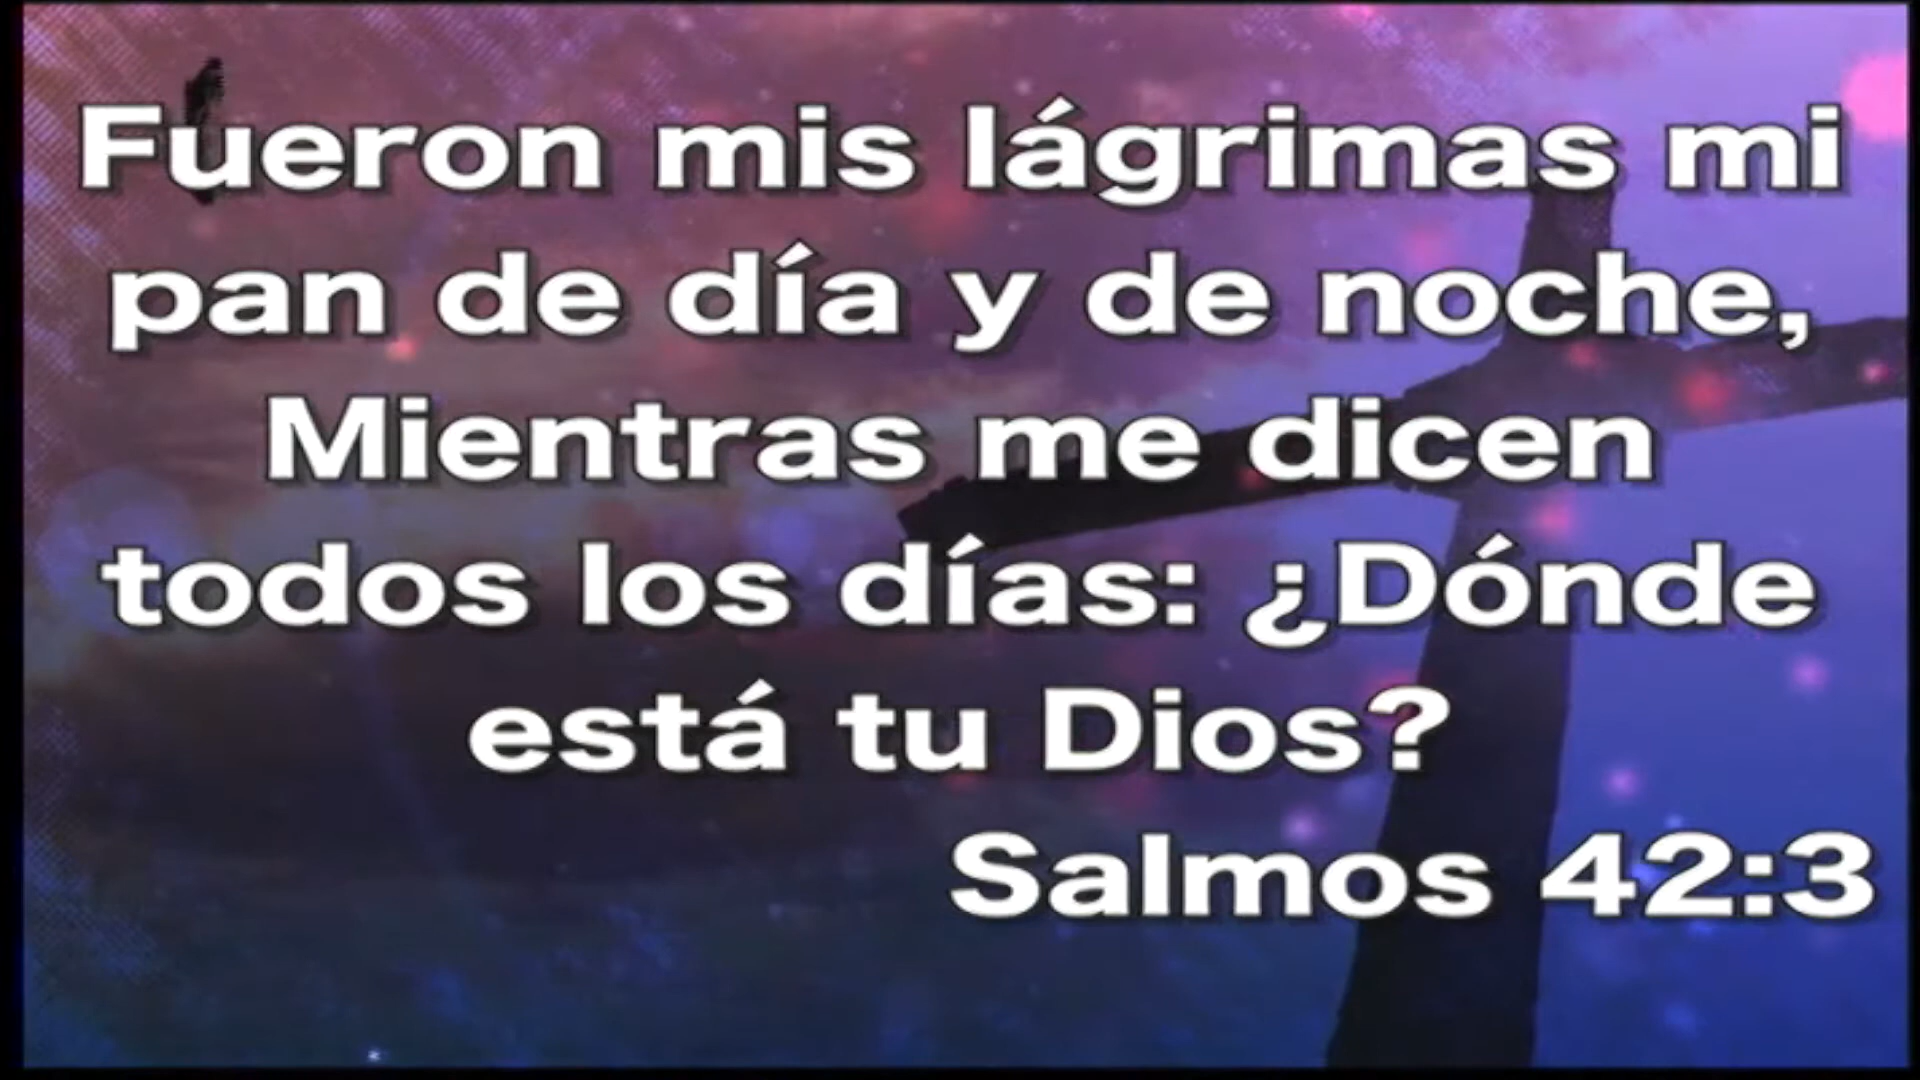 Fueron mis lágrimas mi
pan de día y de noche,
Mientras me dicen
todos los días: ¿Dónde
está tu Dios?
Salmos 42:3